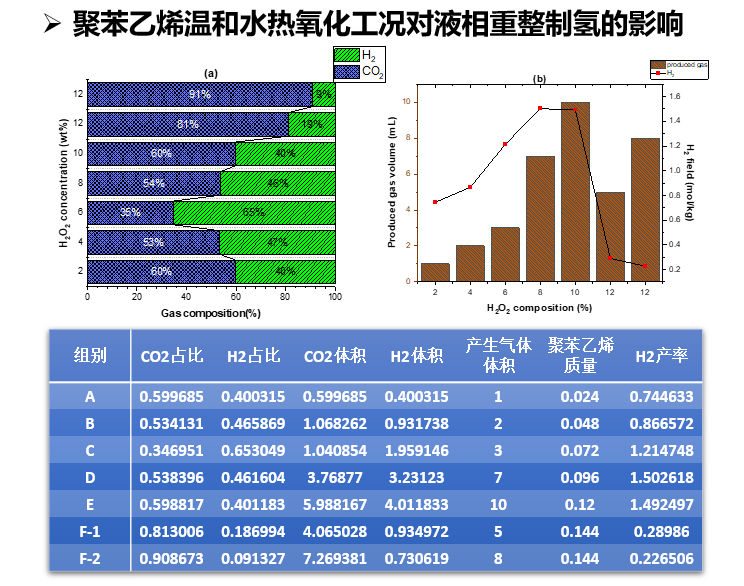 ➢ 聚苯乙烯温和水热氧化工况对液相重整制氢的影响
(a)
H2
CO2
H2O2 concentration (wt%)
12 91% 9%
12 81% 19%
10 60% 40%
8 54% 46%
6 35% 65%
4 53% 47%
2 60% 40%
0 20 40 60 80 100
Gas composition(%)
(b)
produced gas
H2
Produced gas volume (mL)
10
8
6
4
2
0
1.6
1.4
1.2
1.0
0.8
0.6
0.4
0.2
H2 field (mol/kg)
2 4 6 8 10 12 12
H2O2 composition (%)
组别 CO2占比 H2占比 CO2体积 H2体积 产生气体体积 聚苯乙烯质量 H2产率
A 0.599685 0.400315 0.599685 0.400315 1 0.024 0.744633
B 0.534131 0.465869 1.068262 0.931738 2 0.048 0.866572
C 0.346951 0.653049 1.040854 1.959146 3 0.072 1.214748
D 0.538396 0.461604 3.76877 3.23123 7 0.096 1.502618
E 0.598817 0.401183 5.988167 4.011833 10 0.12 1.492497
F-1 0.813006 0.186994 4.065028 0.934972 5 0.144 0.28986
F-2 0.908673 0.091327 7.269381 0.730619 8 0.144 0.226506